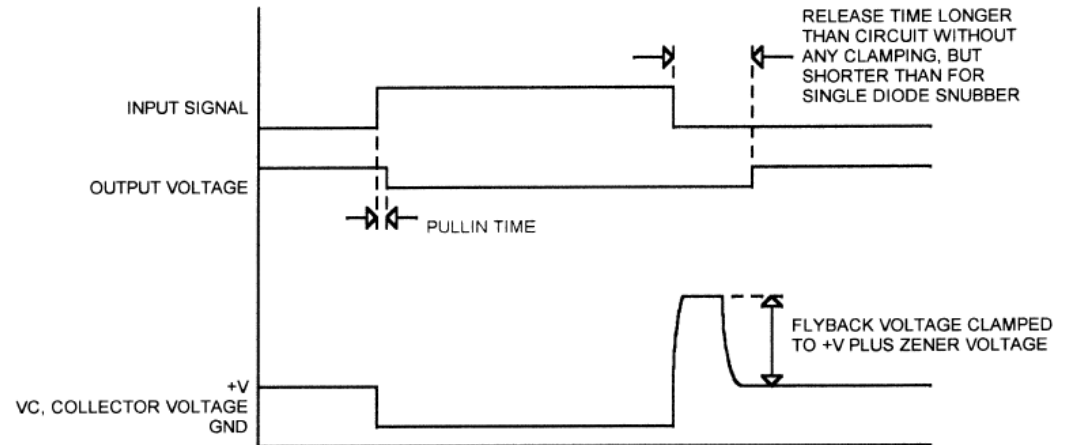 RELEASE TIME LONGER
THAN CIRCUIT WITHOUT
ANY CLAMPING, BUT
SHORTER THAN FOR
SINGLE DIODE SNUBBER
INPUT SIGNAL
OUTPUT VOLTAGE
PULLIN TIME
FLYBACK VOLTAGE CLAMPED
TO +V PLUS ZENER VOLTAGE
+V
VC, COLLECTOR VOLTAGE
GND